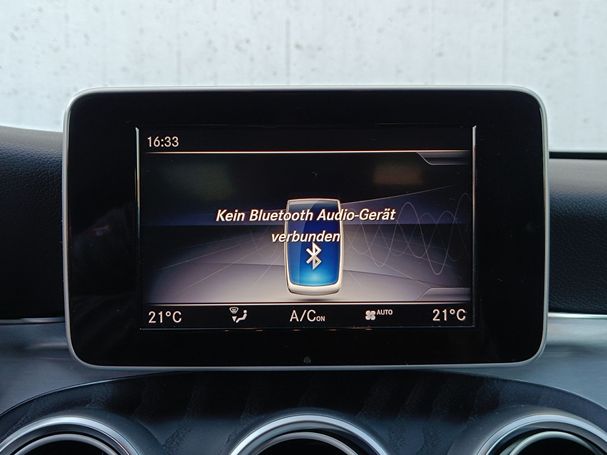 16:33
Kein Bluetooth Audio-Gerät
verbunden
21°C A/C ON AUTO 21°C